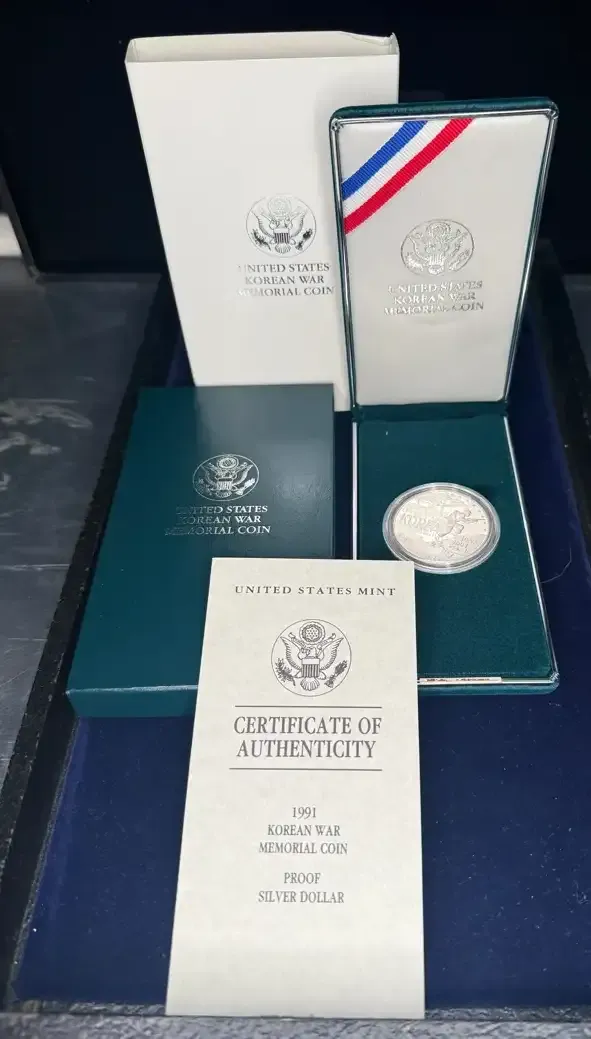 UNITED STATES
KOREAN WAR
MEMORIAL COIN
UNITED STATES
KOREAN WAR
MEMORIAL COIN
UNITED STATES
KOREAN WAR
MEMORIAL COIN
UNITED STATES MINT
CERTIFICATE OF
AUTHENTICITY
1991
KOREAN WAR
MEMORIAL COIN
PROOF
SILVER DOLLAR